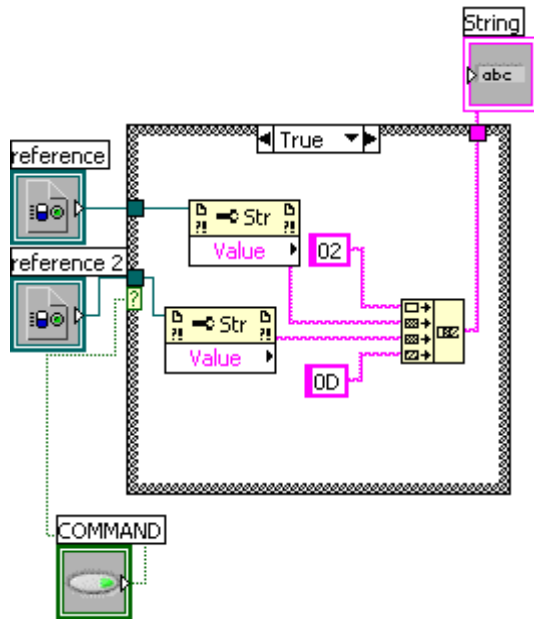 String
True
reference
Str
Value
02
reference 2
?
Str
Value
0D
abc
COMMAND